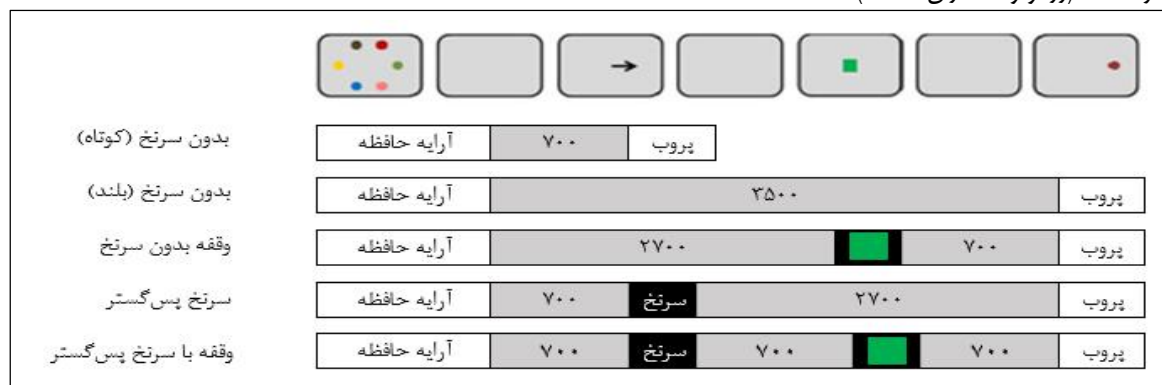 بدون سرنخ (کوتاه) آرایه حافظه ۷۰۰ پروب
بدون سرنخ (بلند) آرایه حافظه ۳۵۰۰ پروب
وقفه بدون سرنخ آرایه حافظه ۲۷۰۰ ۷۰۰ پروب
سرنخ پس‌گستر آرایه حافظه ۷۰۰ سرنخ ۲۷۰۰ پروب
وقفه با سرنخ پس‌گستر آرایه حافظه ۷۰۰ سرنخ ۷۰۰ ۷۰۰ پروب